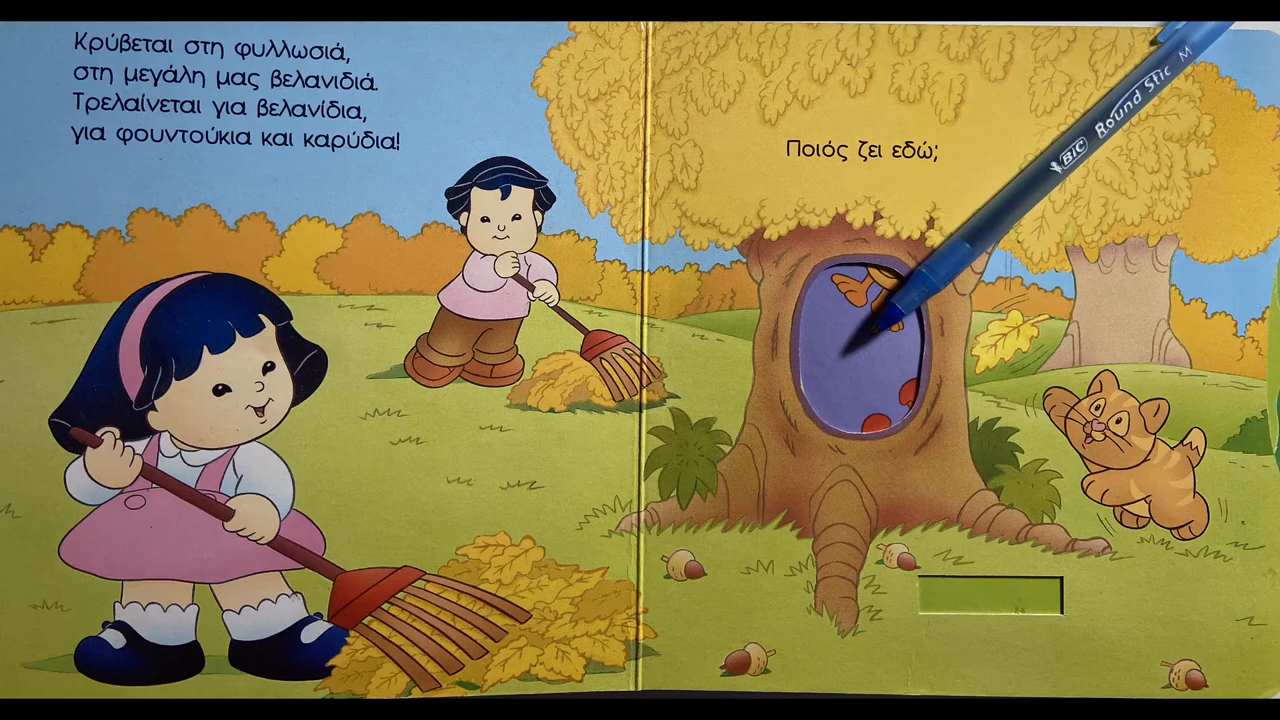 Κρύβεται στη φυλλωσιά,
στη μεγάλη μας βελανιδιά.
Τρελαίνεται για βελανίδια,
για φουντούκια και καρύδια!
Ποιός ζει εδώ;
BIC Round Stic M